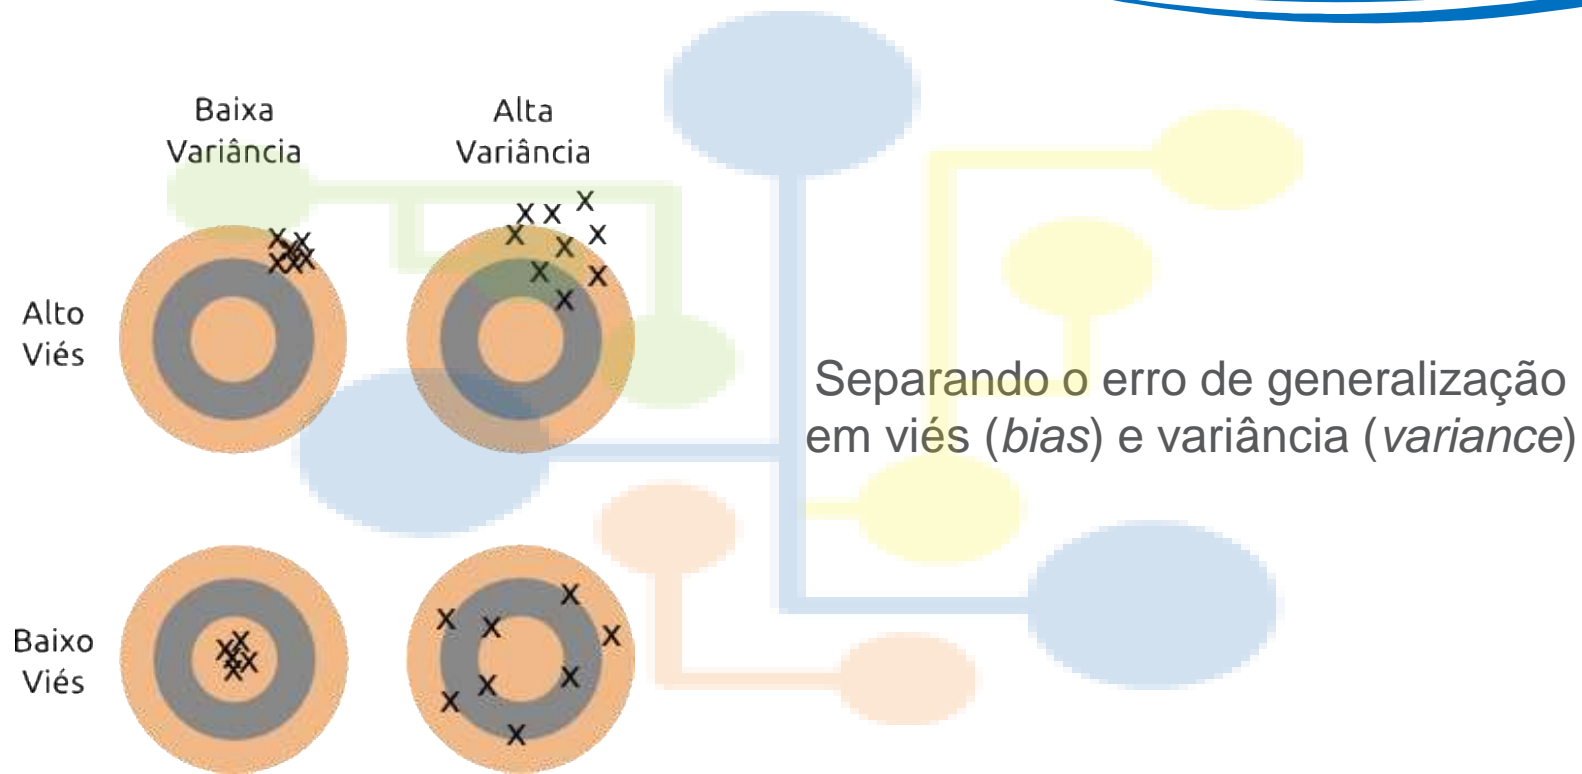 Baixa
Variância
Alta
Variância
Alto
Viés
Separando o erro de generalização
em viés (bias) e variância (variance)
Baixo
Viés